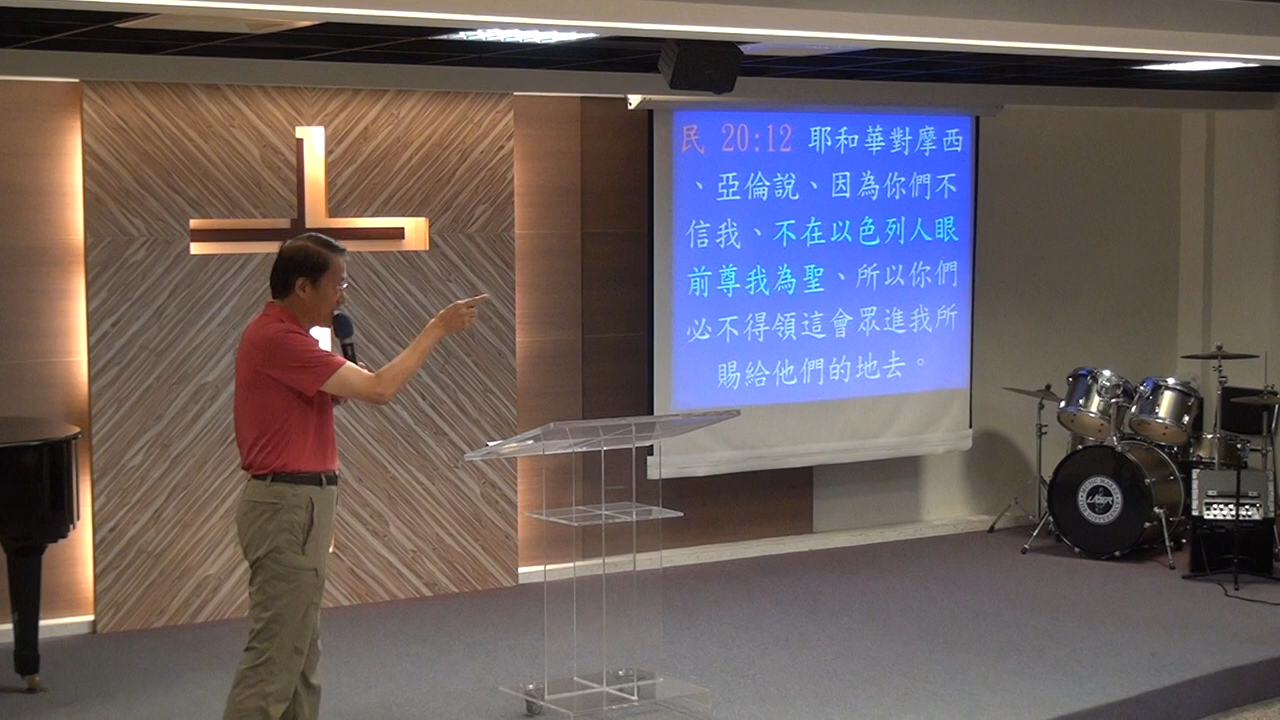 民 20:12 耶和華對摩西
、亞倫說、因為你們不
信我、不在以色列人眼
前尊我為聖、所以你們
必不得領這會眾進我所
賜給他們的地去。